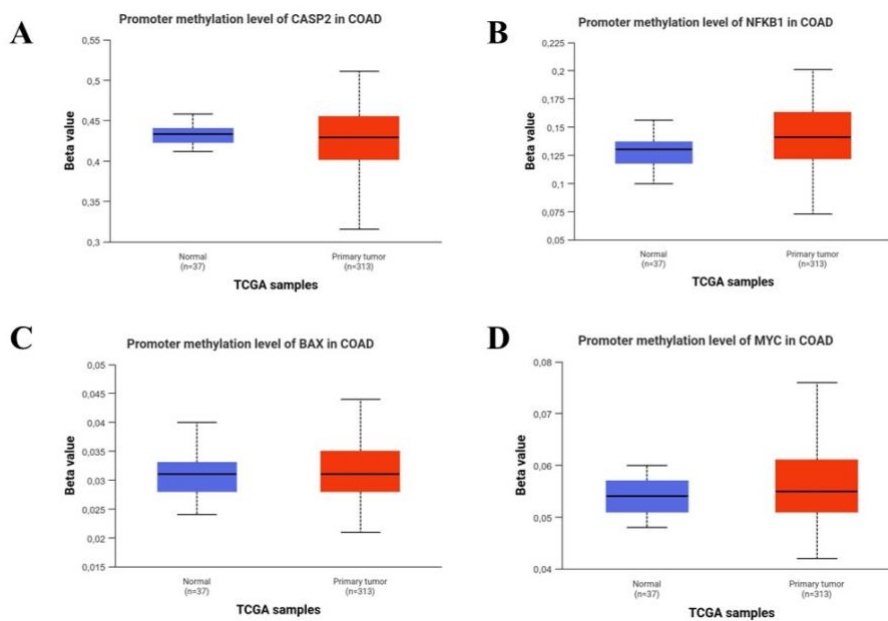 A
Promoter methylation level of CASP2 in COAD
0,55
0,5
0,45
0,4
0,35
0,3
Beta value
Normal
(n=37)
Primary tumor
(n=313)
TCGA samples
B
Promoter methylation level of NFKB1 in COAD
0,225
0,2
0,175
0,15
0,125
0,1
0,075
0,05
Beta value
Normal
(n=37)
Primary tumor
(n=313)
TCGA samples
C
Promoter methylation level of BAX in COAD
0,05
0,045
0,04
0,035
0,03
0,025
0,02
0,015
Beta value
Normal
(n=37)
Primary tumor
(n=313)
TCGA samples
D
Promoter methylation level of MYC in COAD
0,08
0,07
0,06
0,05
0,04
Beta value
Normal
(n=37)
Primary tumor
(n=313)
TCGA samples